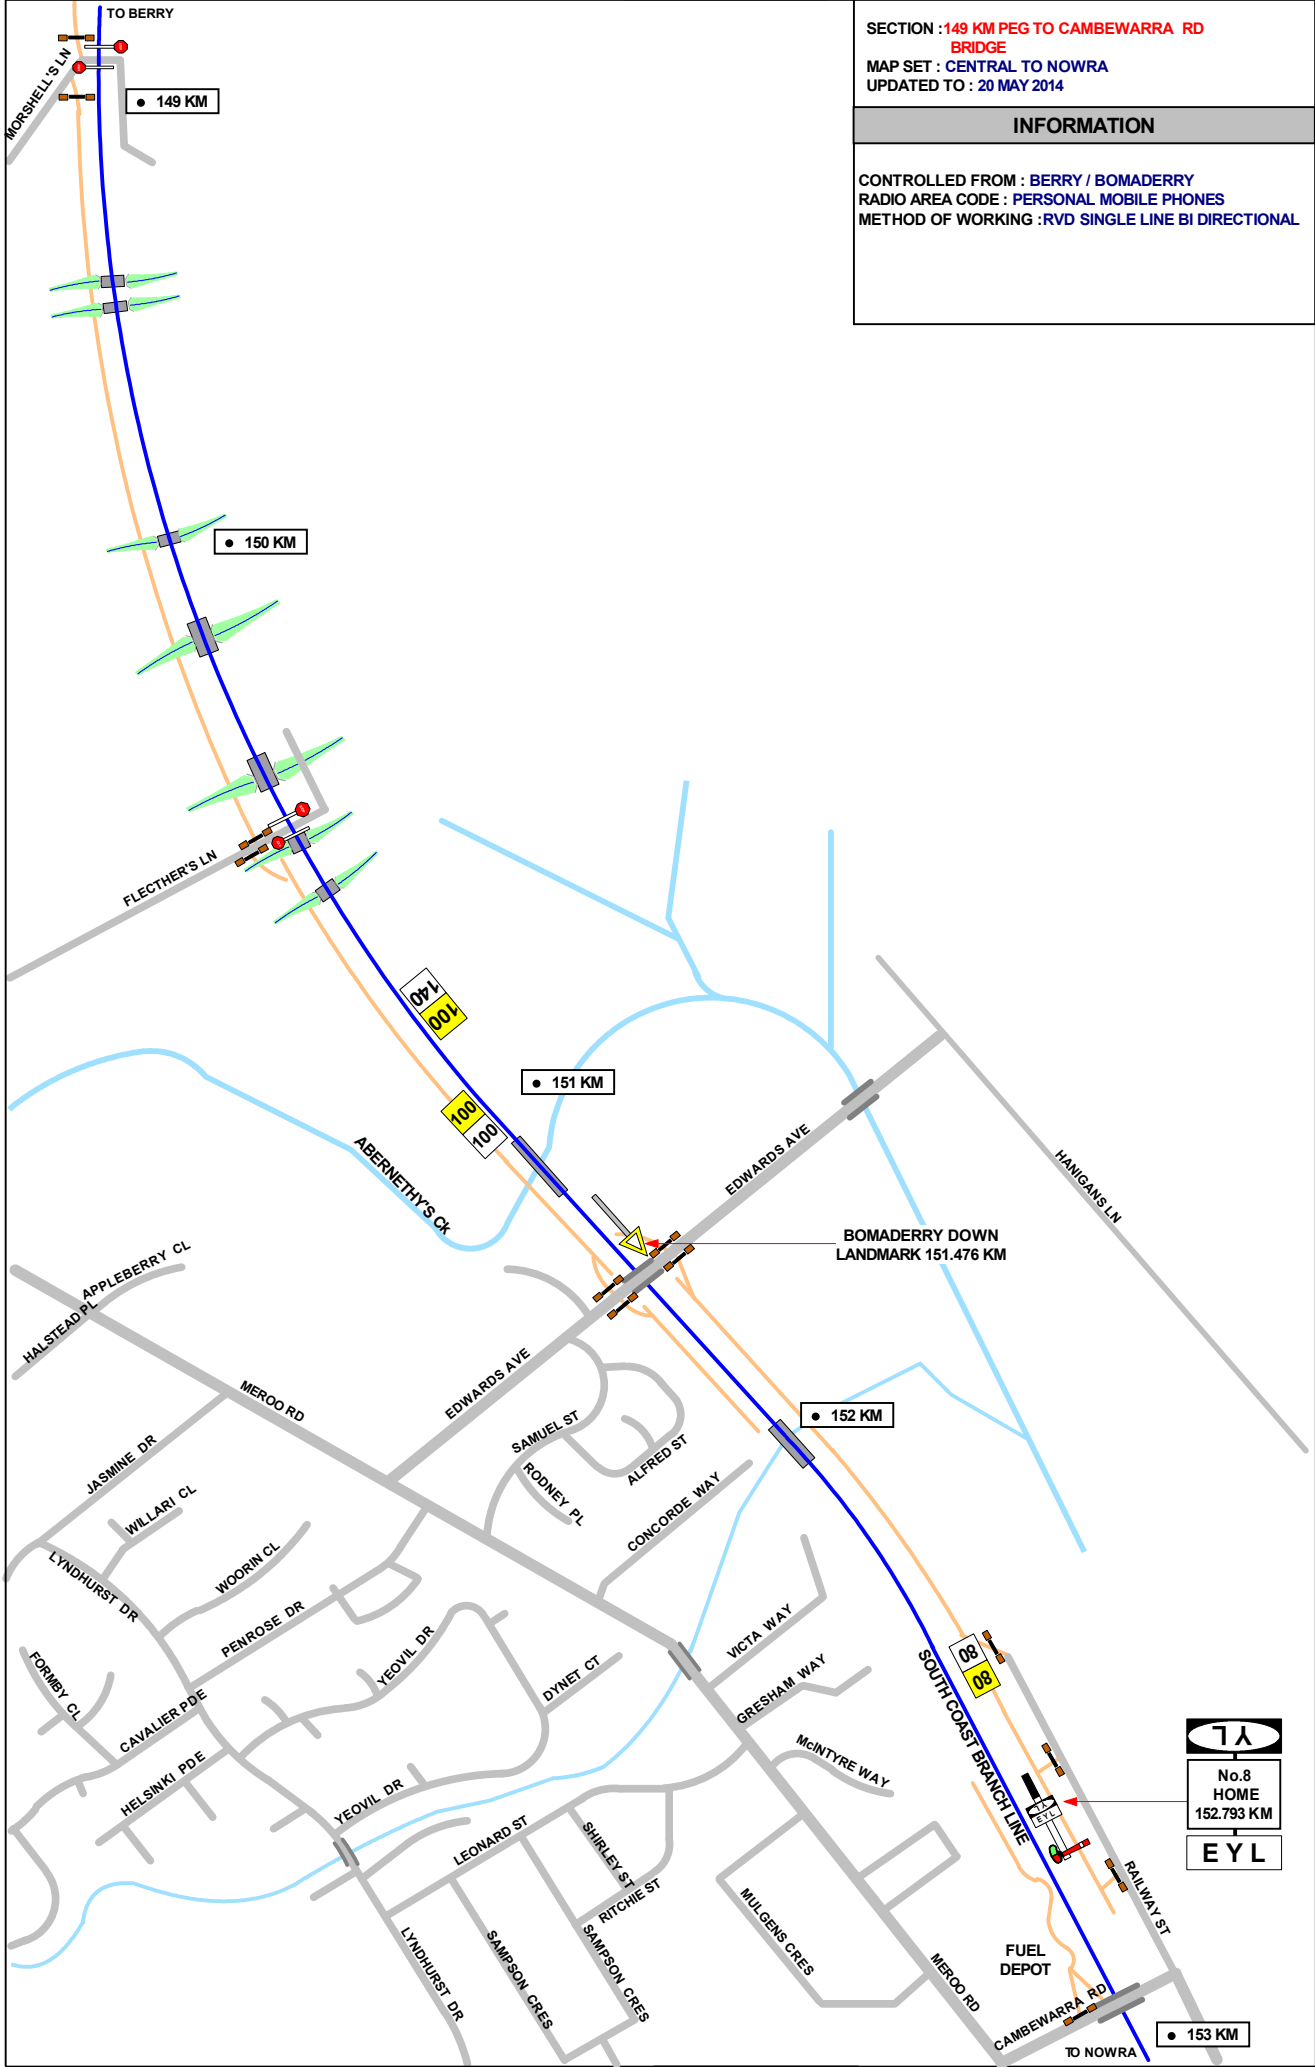 TO BERRY
MORSHELL'S LN
149 KM
SECTION :149 KM PEG TO CAMBEWARRA RD
BRIDGE
MAP SET : CENTRAL TO NOWRA
UPDATED TO : 20 MAY 2014
INFORMATION
CONTROLLED FROM : BERRY / BOMADERRY
RADIO AREA CODE : PERSONAL MOBILE PHONES
METHOD OF WORKING :RVD SINGLE LINE BI DIRECTIONAL
150 KM
FLECTHER'S LN
140
100
151 KM
100
100
ABERNETHY'S Ck
EDWARDS AVE
HANIGANS LN
BOMADERRY DOWN
LANDMARK 151.476 KM
APPLEBERRY CL
HALSTEAD PL
MEROO RD
EDWARDS AVE
152 KM
JASMINE DR
SAMUEL ST
ALFRED ST
RODNEY PL
CONCORDE WAY
WILLARI CL
WOORIN CL
LYNDHURST DR
PENROSE DR
YEOVIL DR
VICTA WAY
FORMBY CL
CAVALIER PDE
DYNET CT
GRESHAM WAY
80
80
SOUTH COAST BRANCH LINE
HELSINKI PDE
McINTYRE WAY
YL
No.8
HOME
152.793 KM
E Y L
YL
EYL
YEOVIL DR
LEONARD ST
SHIRLEY ST
RITCHIE ST
MULGENS CRES
RAILWAY ST
LYNDHURST DR
SAMPSON CRES
SAMPSON CRES
MEROO RD
FUEL
DEPOT
CAMBEWARRA RD
153 KM
TO NOWRA